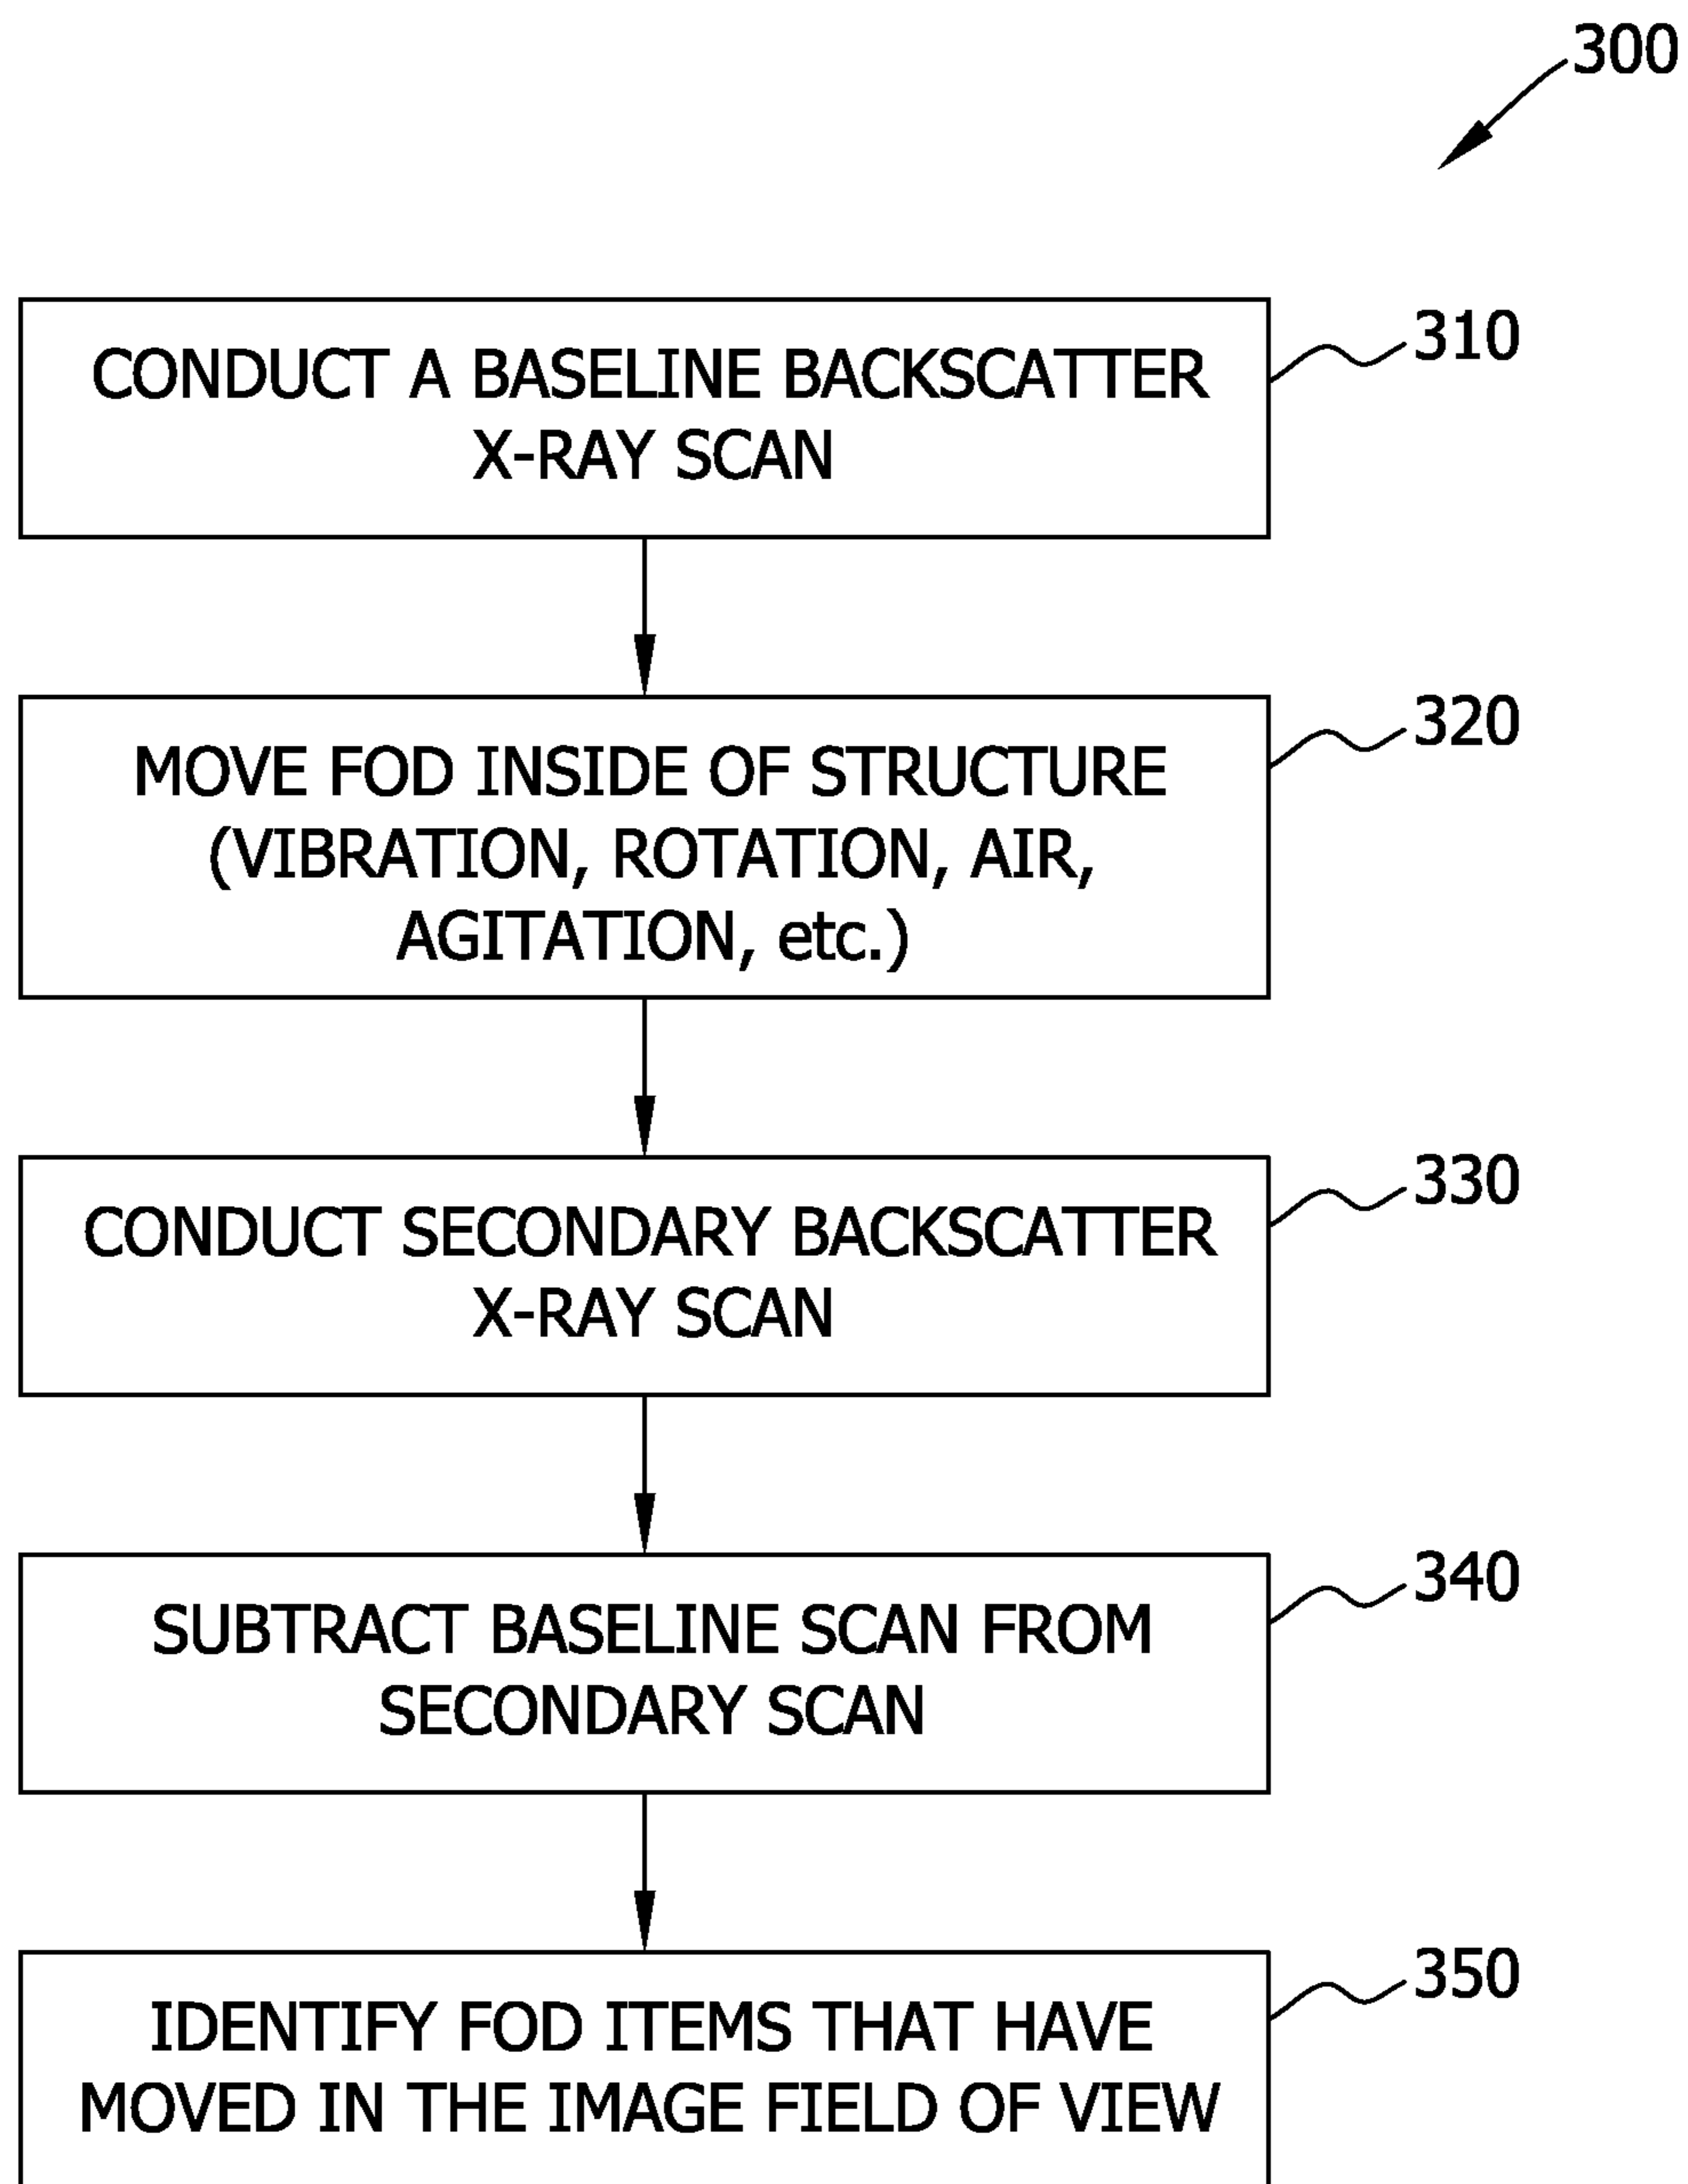 300
CONDUCT A BASELINE BACKSCATTER
X-RAY SCAN
310
MOVE FOD INSIDE OF STRUCTURE
(VIBRATION, ROTATION, AIR,
AGITATION, etc.)
320
CONDUCT SECONDARY BACKSCATTER
X-RAY SCAN
330
SUBTRACT BASELINE SCAN FROM
SECONDARY SCAN
340
IDENTIFY FOD ITEMS THAT HAVE
MOVED IN THE IMAGE FIELD OF VIEW
350